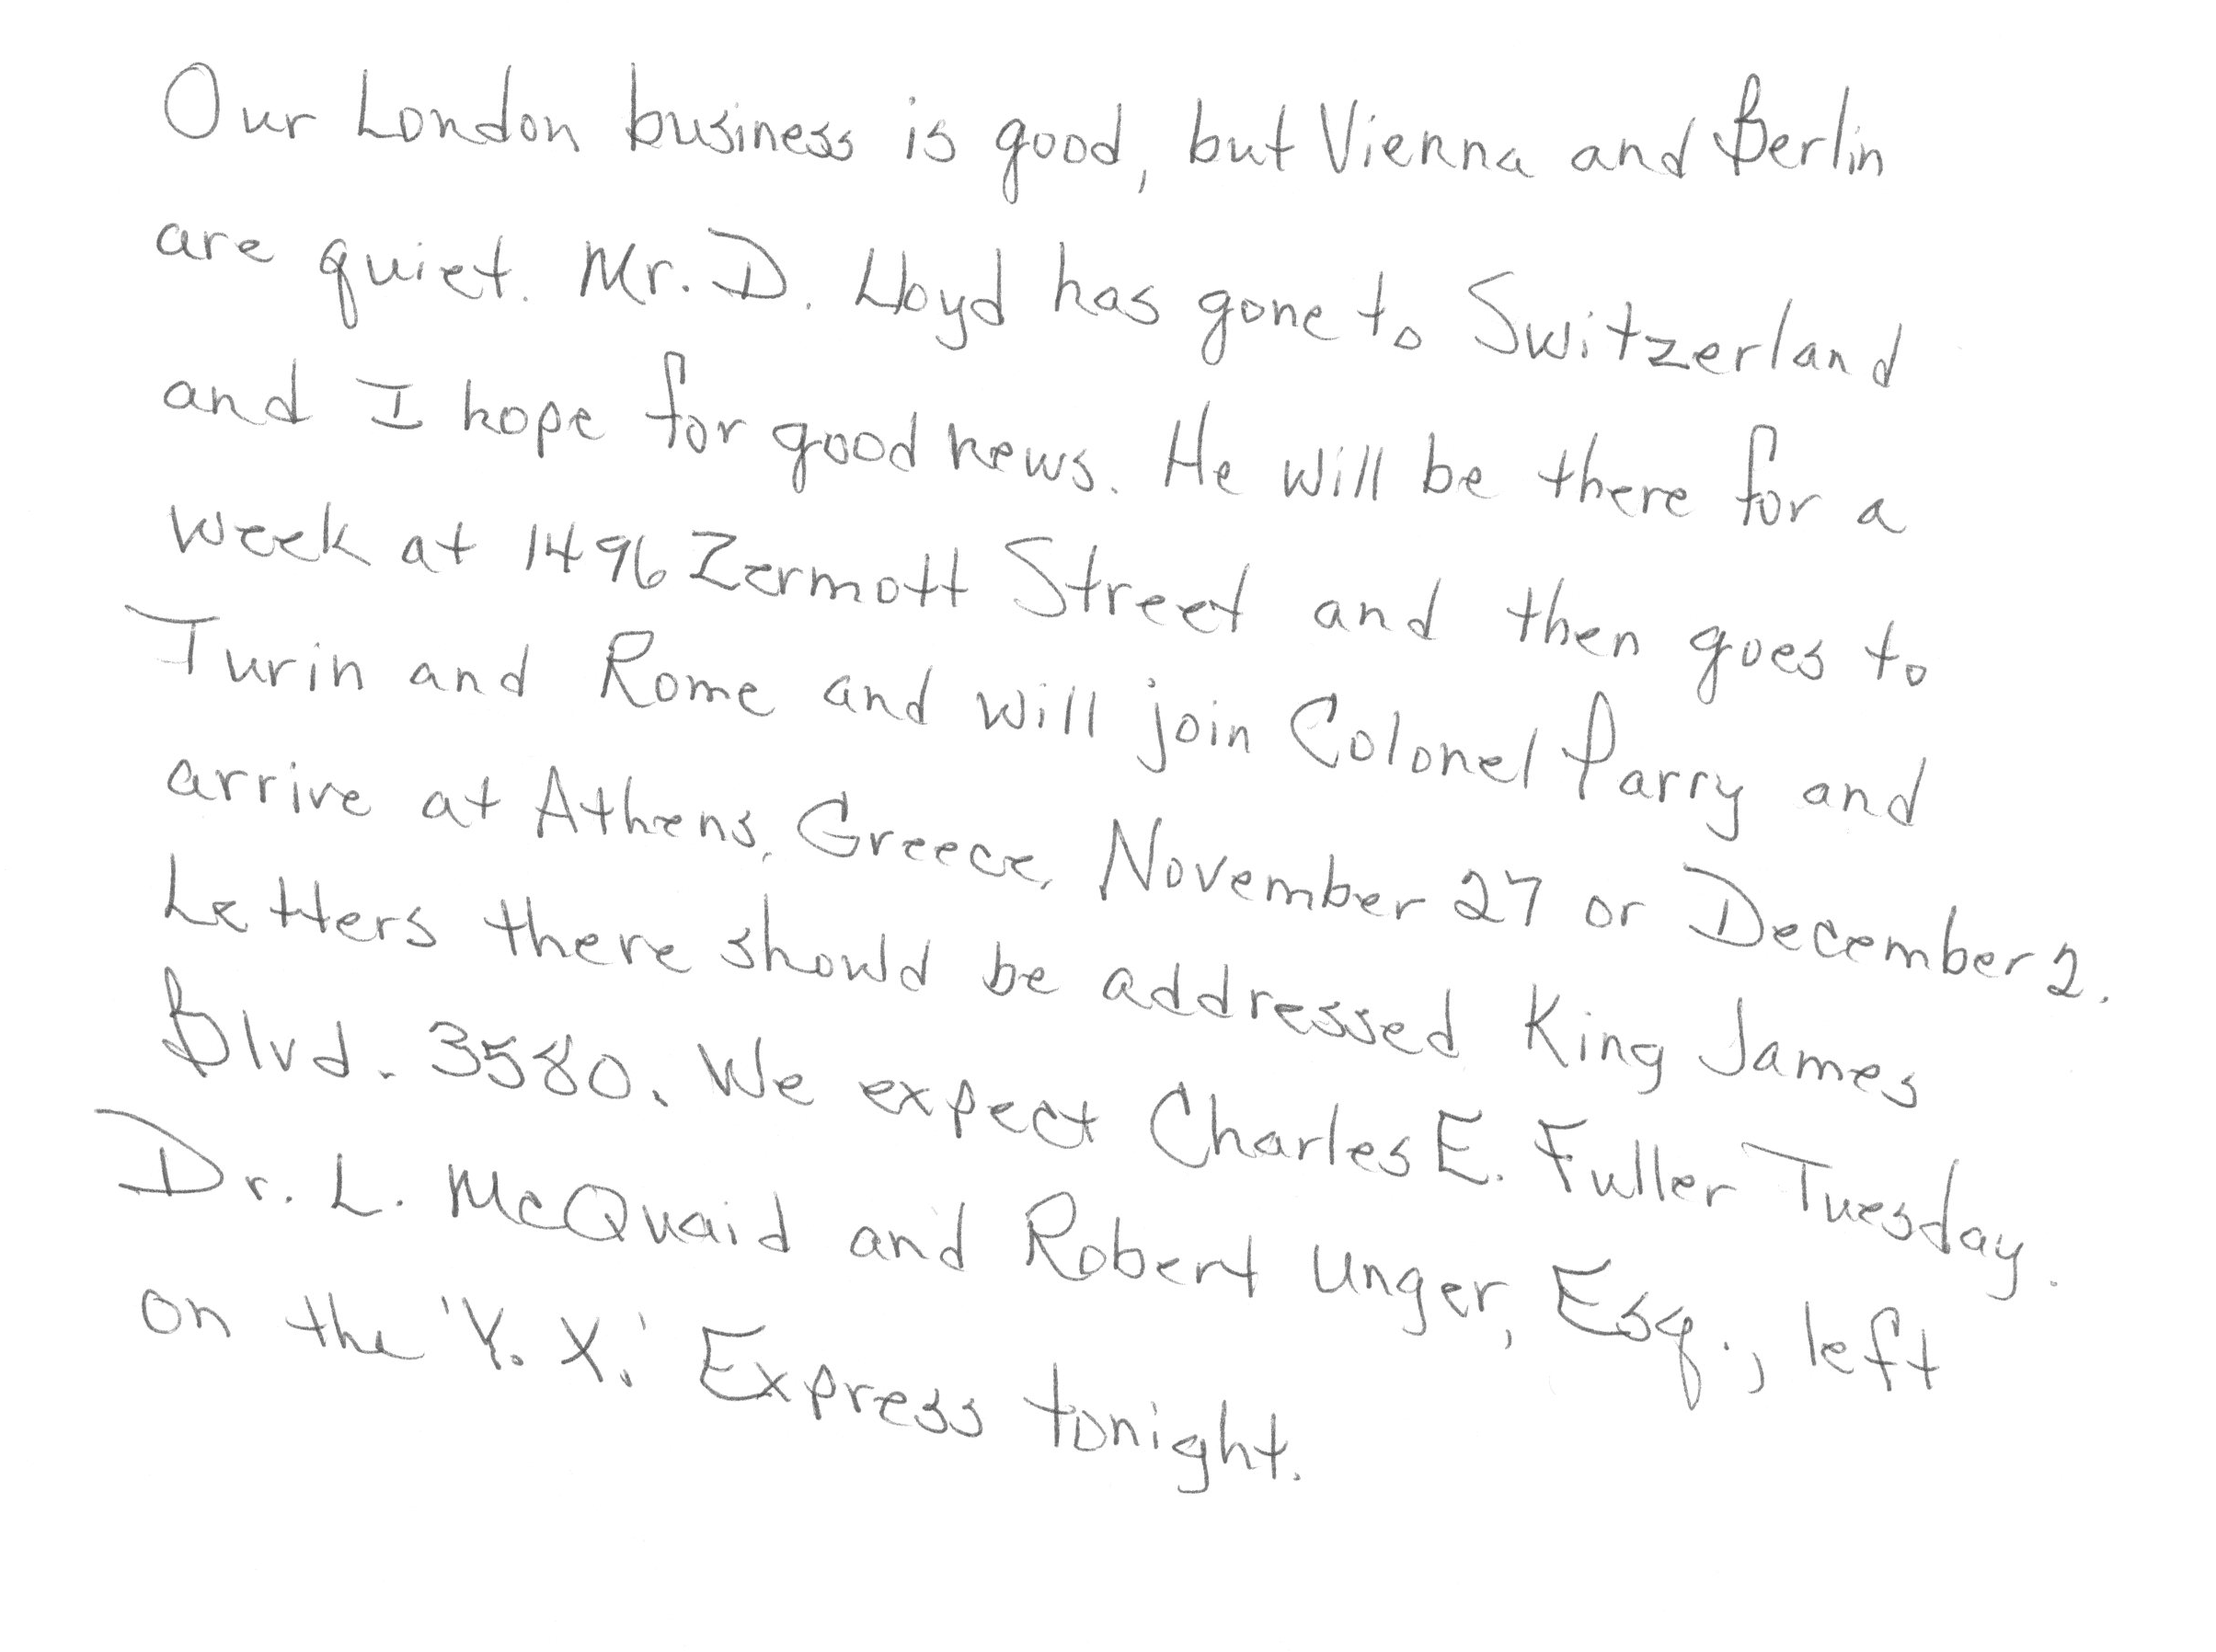 Our London business is good, but Vienna and Berlin
are quiet. Mr. D. Lloyd has gone to Switzerland
and I hope for good news. He will be there for a
week at 1496 Zermott Street and then goes to
Turin and Rome and will join Colonel Parry and
arrive at Athens, Greece, November 27 or December 2.
Letters there should be addressed King James
Blvd. 3580. We expect Charles E. Fuller Tuesday.
Dr. L. McQuaid and Robert Unger, Esq., left
on the 'Y. X.' Express tonight.